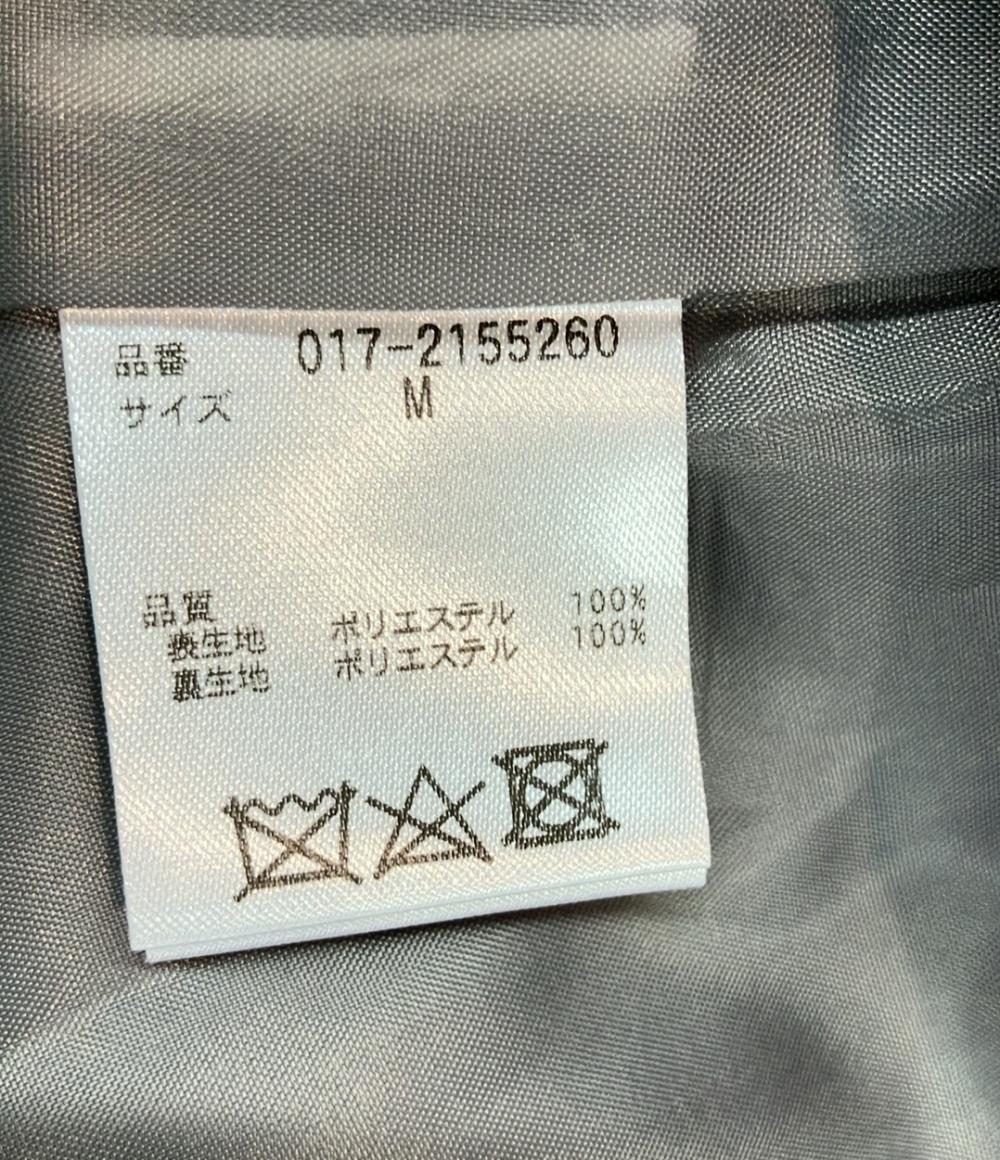 品番 017-2155260
サイズ M
品質
表生地 ポリエステル 100%
裏生地 ポリエステル 100%